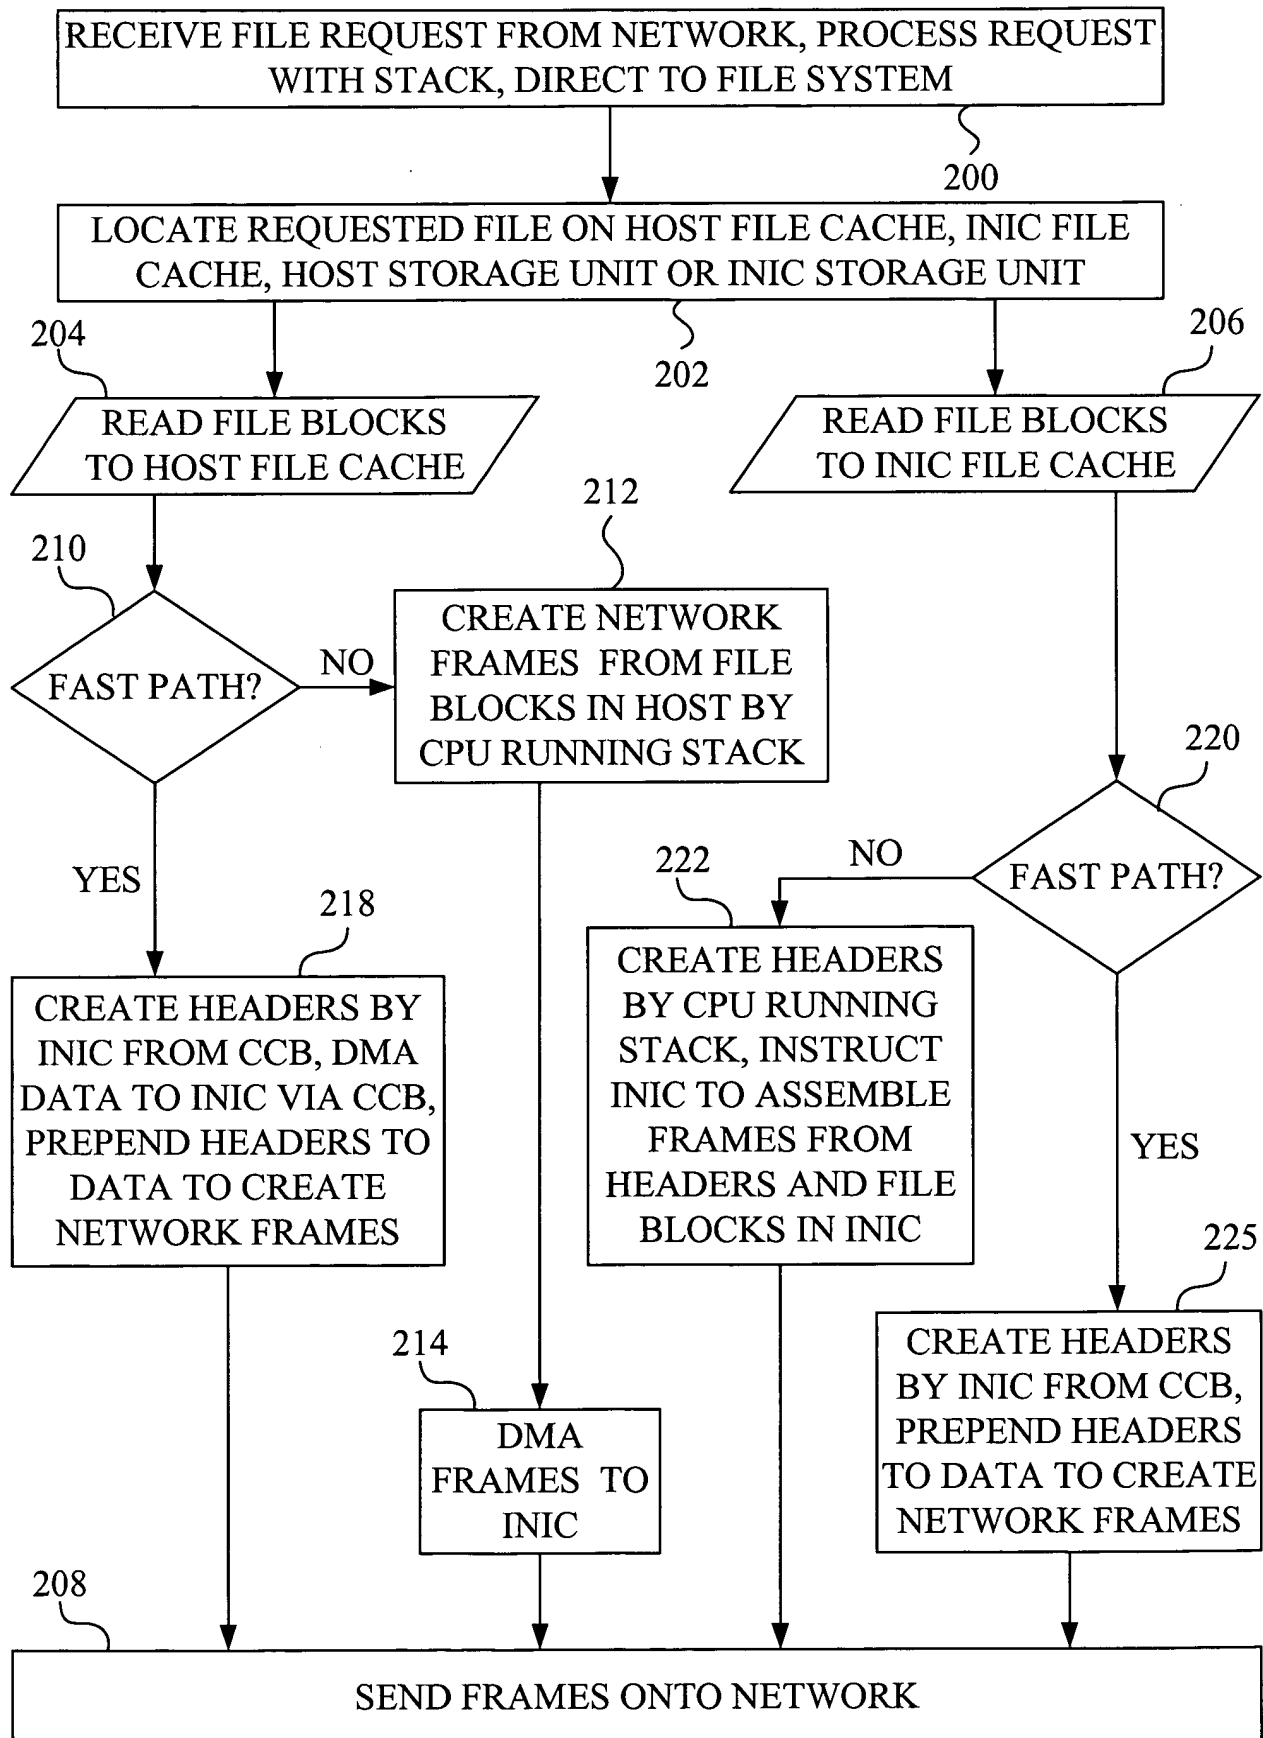 RECEIVE FILE REQUEST FROM NETWORK, PROCESS REQUEST
WITH STACK, DIRECT TO FILE SYSTEM
200
LOCATE REQUESTED FILE ON HOST FILE CACHE, INIC FILE
CACHE, HOST STORAGE UNIT OR INIC STORAGE UNIT
202
204
READ FILE BLOCKS
TO HOST FILE CACHE
206
READ FILE BLOCKS
TO INIC FILE CACHE
210
FAST PATH?
NO
212
CREATE NETWORK
FRAMES FROM FILE
BLOCKS IN HOST BY
CPU RUNNING STACK
220
FAST PATH?
YES
NO
218
CREATE HEADERS BY
INIC FROM CCB, DMA
DATA TO INIC VIA CCB,
PREPEND HEADERS TO
DATA TO CREATE
NETWORK FRAMES
222
CREATE HEADERS
BY CPU RUNNING
STACK, INSTRUCT
INIC TO ASSEMBLE
FRAMES FROM
HEADERS AND FILE
BLOCKS IN INIC
YES
225
CREATE HEADERS
BY INIC FROM CCB,
PREPEND HEADERS
TO DATA TO CREATE
NETWORK FRAMES
214
DMA
FRAMES TO
INIC
208
SEND FRAMES ONTO NETWORK